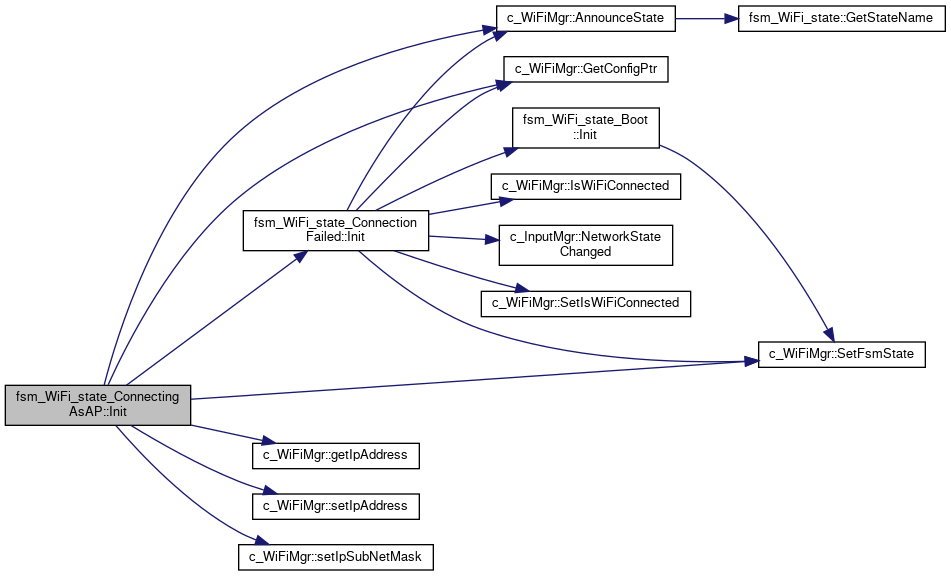 c_WiFiMgr::AnnounceState
fsm_WiFi_state::GetStateName
c_WiFiMgr::GetConfigPtr
fsm_WiFi_state_Boot
::Init
c_WiFiMgr::IsWiFiConnected
fsm_WiFi_state_Connection
Failed::Init
c_InputMgr::NetworkState
Changed
c_WiFiMgr::SetIsWiFiConnected
c_WiFiMgr::SetFsmState
fsm_WiFi_state_Connecting
AsAP::Init
c_WiFiMgr::getIpAddress
c_WiFiMgr::setIpAddress
c_WiFiMgr::setIpSubNetMask